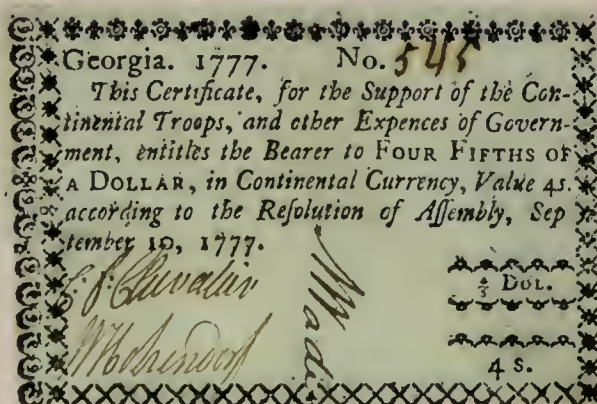 Georgia. 1777. No. 545
This Certificate, for the Support of the Con-
tinental Troops, and other Expences of Govern-
ment, entitles the Bearer to FOUR FIFTHS OF
A DOLLAR, in Continental Currency, Value 4s.
according to the Reſolution of Aſſembly, Sep
tember 10, 1777.
⅘ DOL.
4 s.